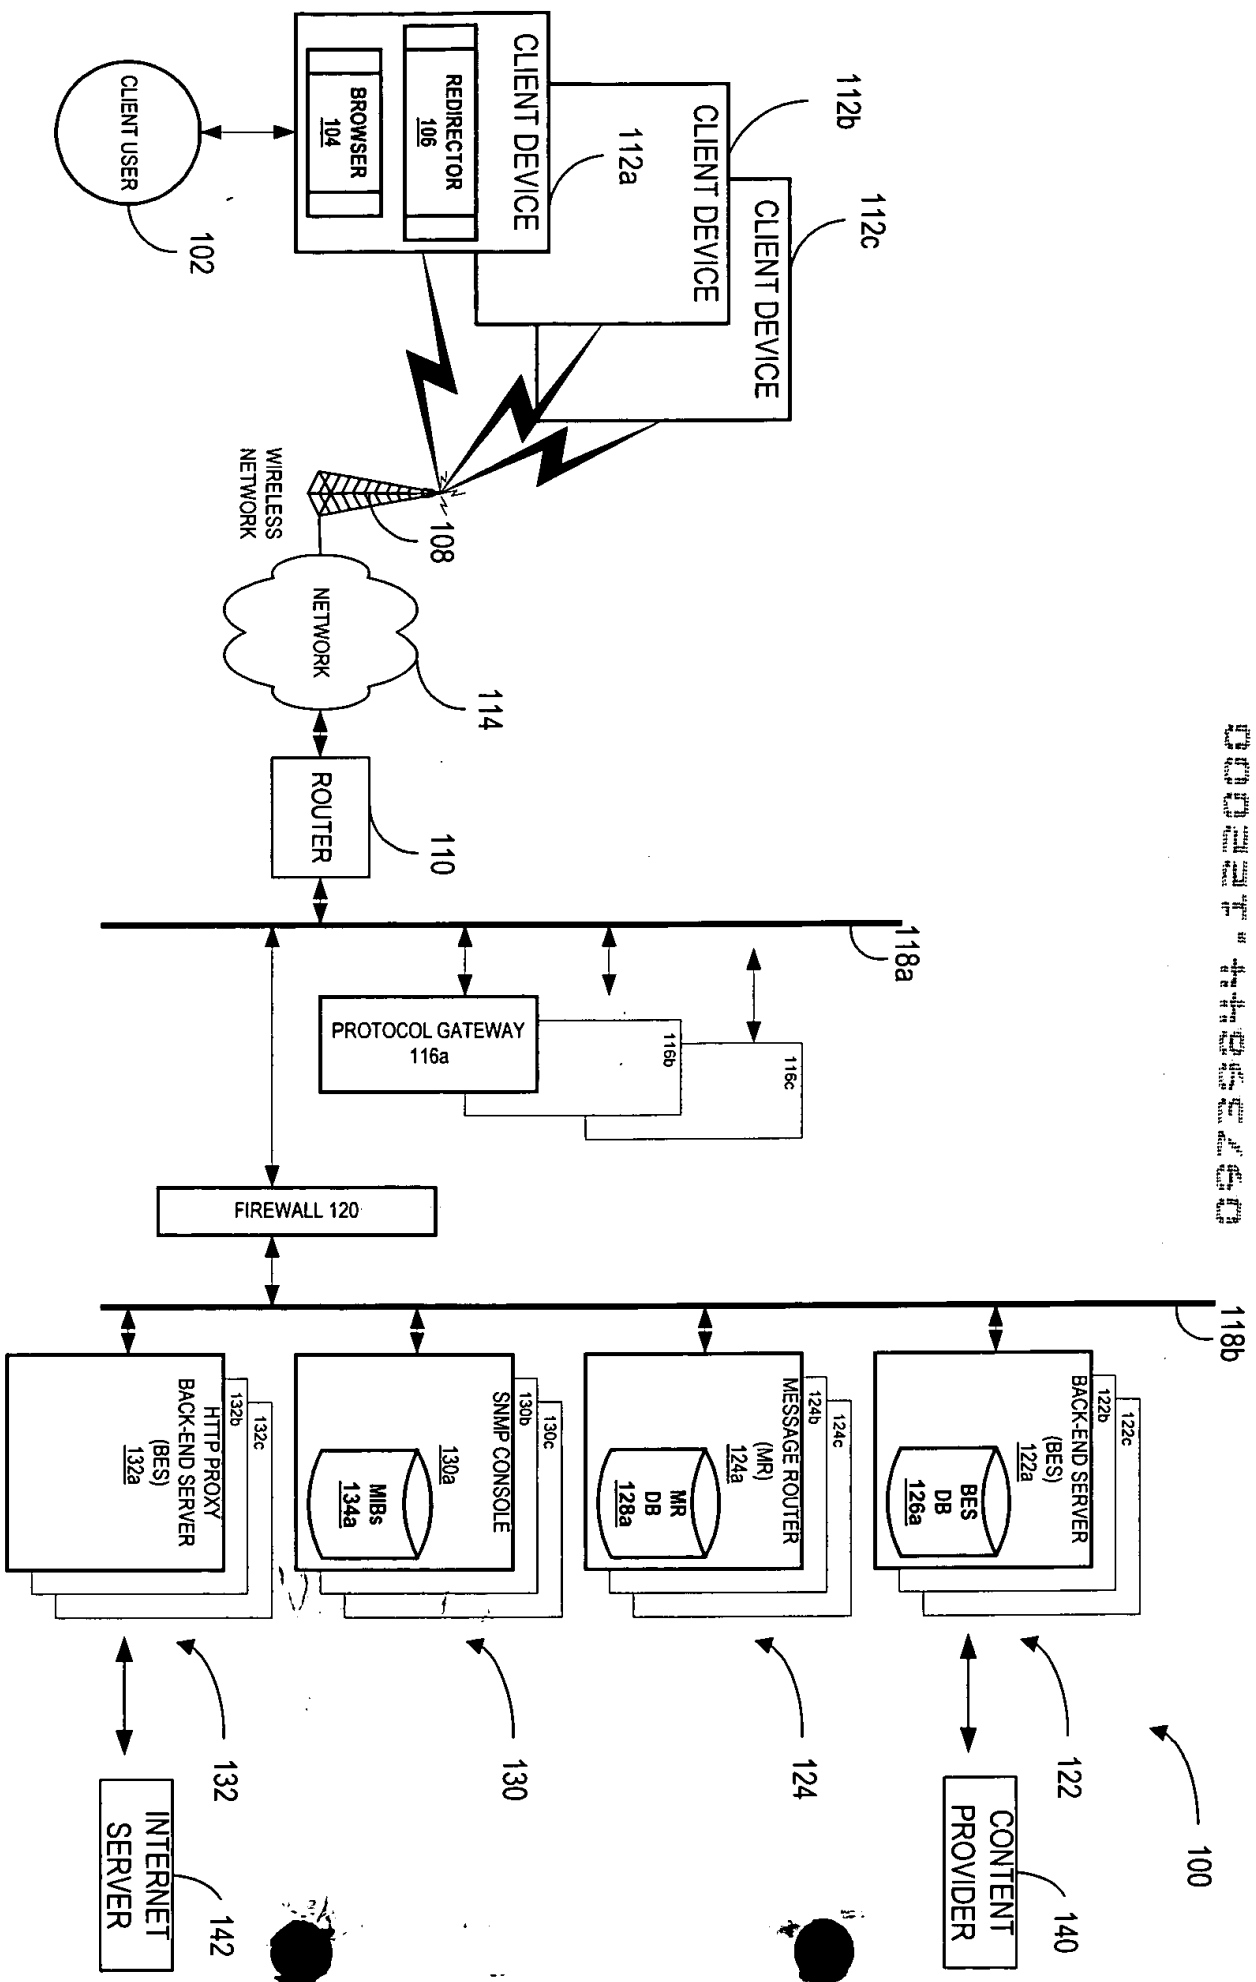 118b
100
112c
112b
118a
122c
122b
BACK-END SERVER
(BES)
122a
BES
DB
126a
122
CONTENT
PROVIDER
140
CLIENT DEVICE
CLIENT DEVICE
112a
CLIENT DEVICE
REDIRECTOR
106
BROWSER
104
CLIENT USER
102
116c
116b
PROTOCOL GATEWAY
116a
124c
124b
MESSAGE ROUTER
(MR)
124a
MR
DB
128a
124
108
WIRELESS
NETWORK
NETWORK
114
ROUTER
110
FIREWALL 120
130c
130b
SNMP CONSOLE
130a
MIBs
134a
130
132c
132b
HTTP PROXY
BACK-END SERVER
(BES)
132a
132
INTERNET
SERVER
142